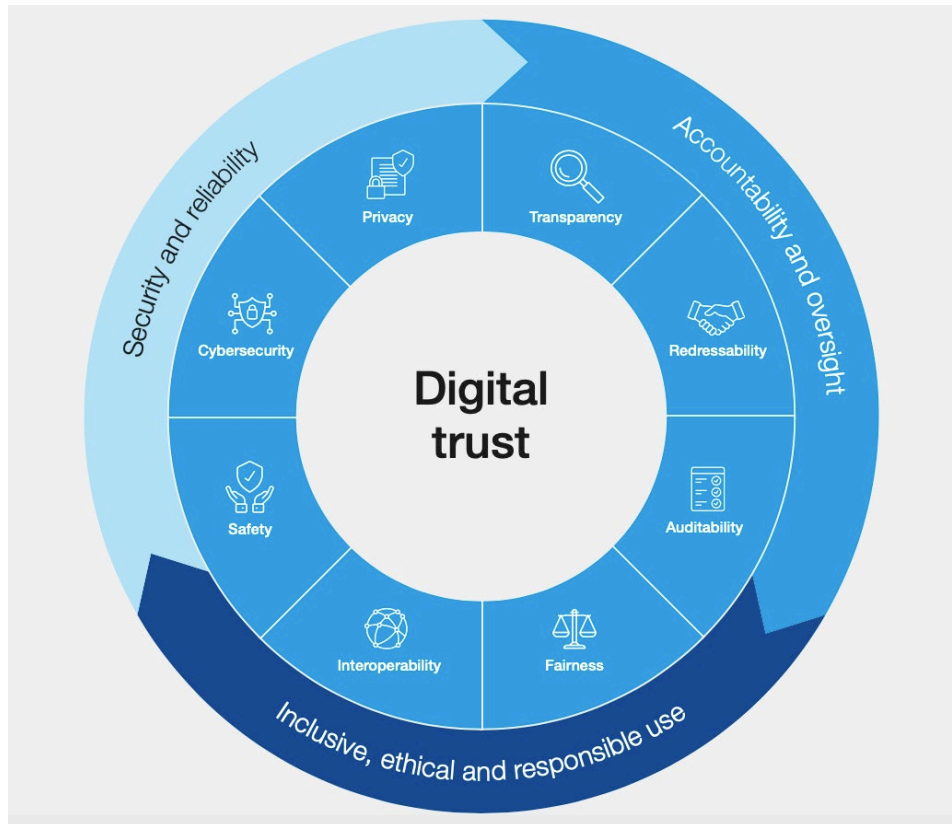 Digital
trust
Security and reliability
Accountability and oversight
Inclusive, ethical and responsible use
Privacy
Transparency
Redressability
Auditability
Fairness
Interoperability
Safety
Cybersecurity